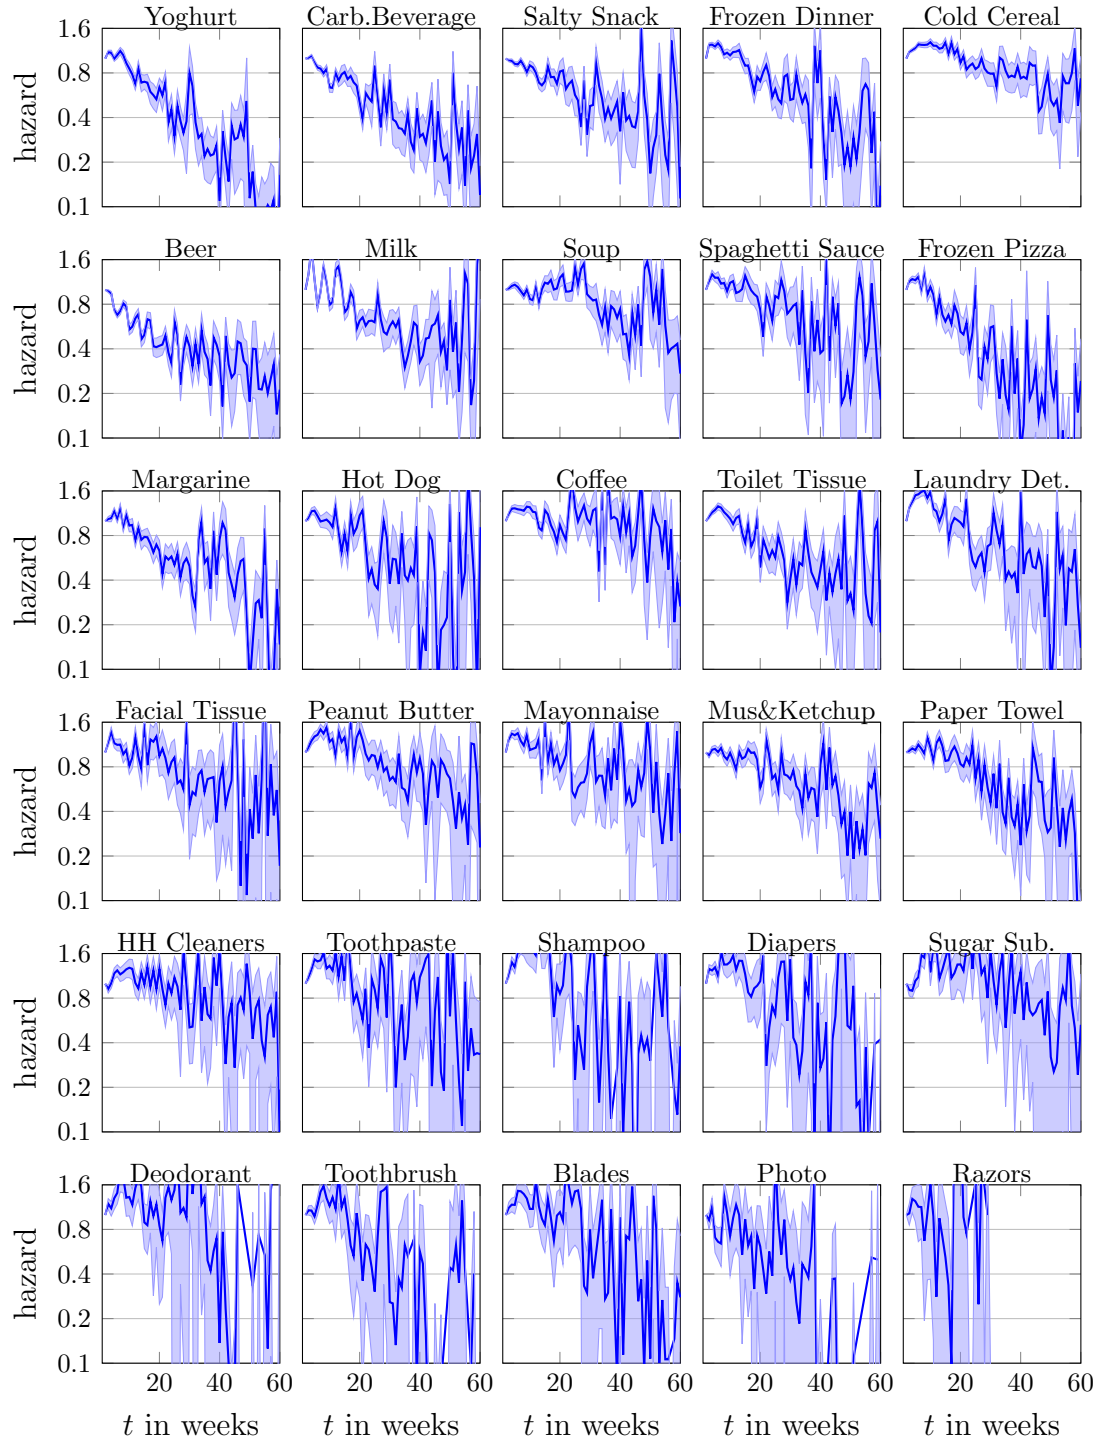 Yoghurt Carb.Beverage Salty Snack Frozen Dinner Cold Cereal
1.6
0.8
0.4
0.2
0.1
hazard
Beer Milk Soup Spaghetti Sauce Frozen Pizza
1.6
0.8
0.4
0.2
0.1
hazard
Margarine Hot Dog Coffee Toilet Tissue Laundry Det.
1.6
0.8
0.4
0.2
0.1
hazard
Facial Tissue Peanut Butter Mayonnaise Mus&Ketchup Paper Towel
1.6
0.8
0.4
0.2
0.1
hazard
HH Cleaners Toothpaste Shampoo Diapers Sugar Sub.
1.6
0.8
0.4
0.2
0.1
hazard
Deodorant Toothbrush Blades Photo Razors
1.6
0.8
0.4
0.2
0.1
hazard
20 40 60 20 40 60 20 40 60 20 40 60 20 40 60
t in weeks t in weeks t in weeks t in weeks t in weeks